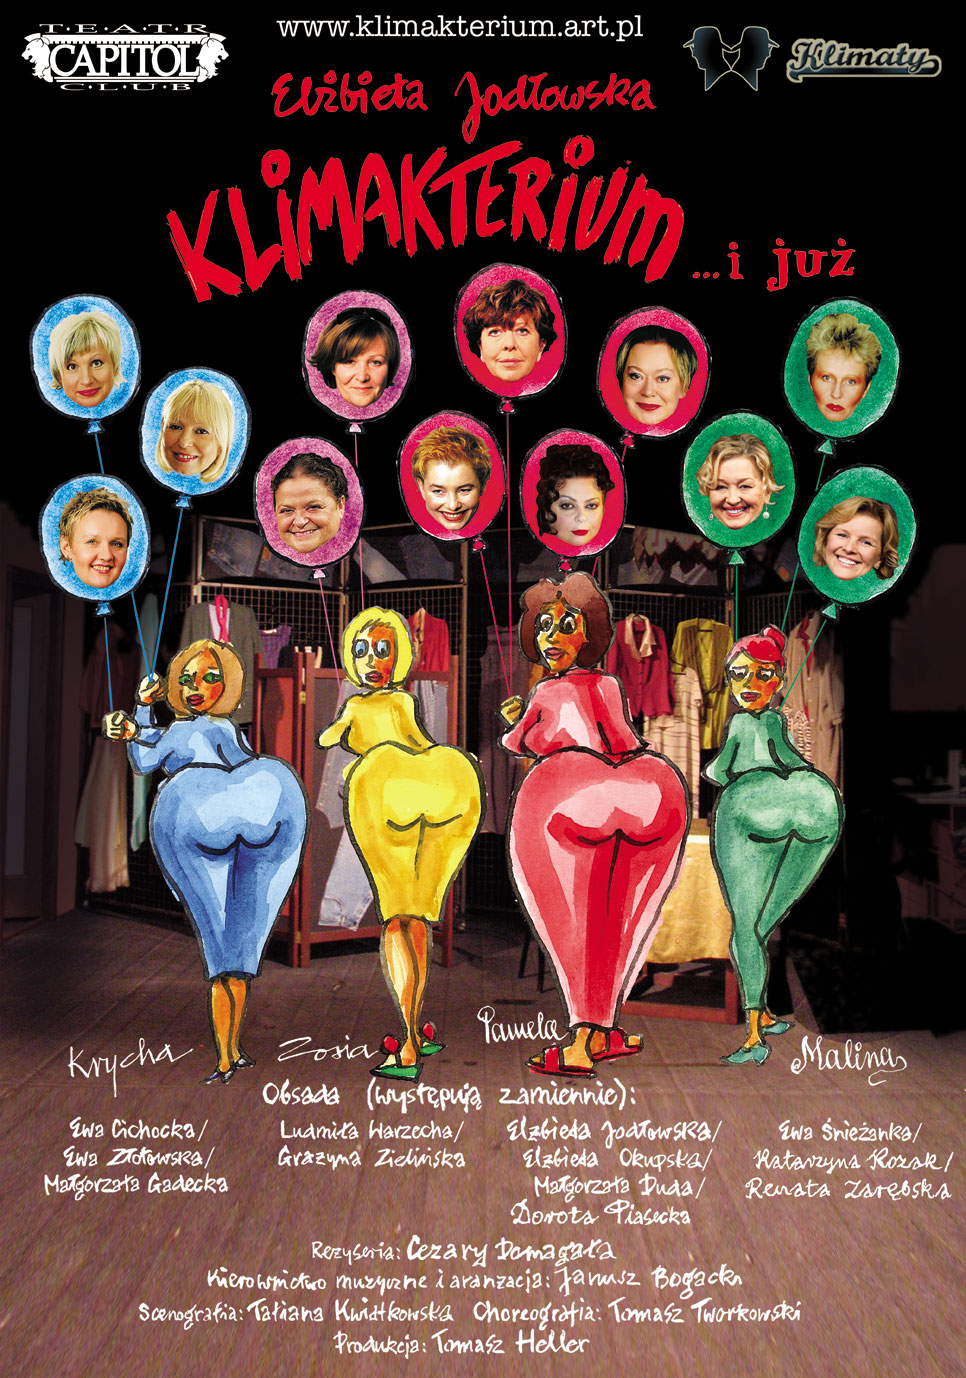 www.klimakterium.art.pl
TEATR
CAPITOL
CLUB
Klimaty
Elżbieta Jodłowska
KLIMAKTERIUM
...i już
Krycha
Zosia
Pamela
Malina
Obsada (występują zamiennie):
Ewa Cichocka/
Ewa Złotowska/
Małgorzata Gadecka
Ludmiła Warzecha/
Grażyna Zielińska
Elżbieta Jodłowska/
Elżbieta Okupska/
Małgorzata Duda/
Dorota Piasecka
Ewa Śnieżanka/
Katarzyna Kozak/
Renata Zarębska
Reżyseria: Cezary Domagała
Kierownictwo muzyczne i aranżacja: Janusz Bogacki
Scenografia: Tatiana Kwiatkowska Choreografia: Tomasz Tworkowski
Produkcja: Tomasz Heller